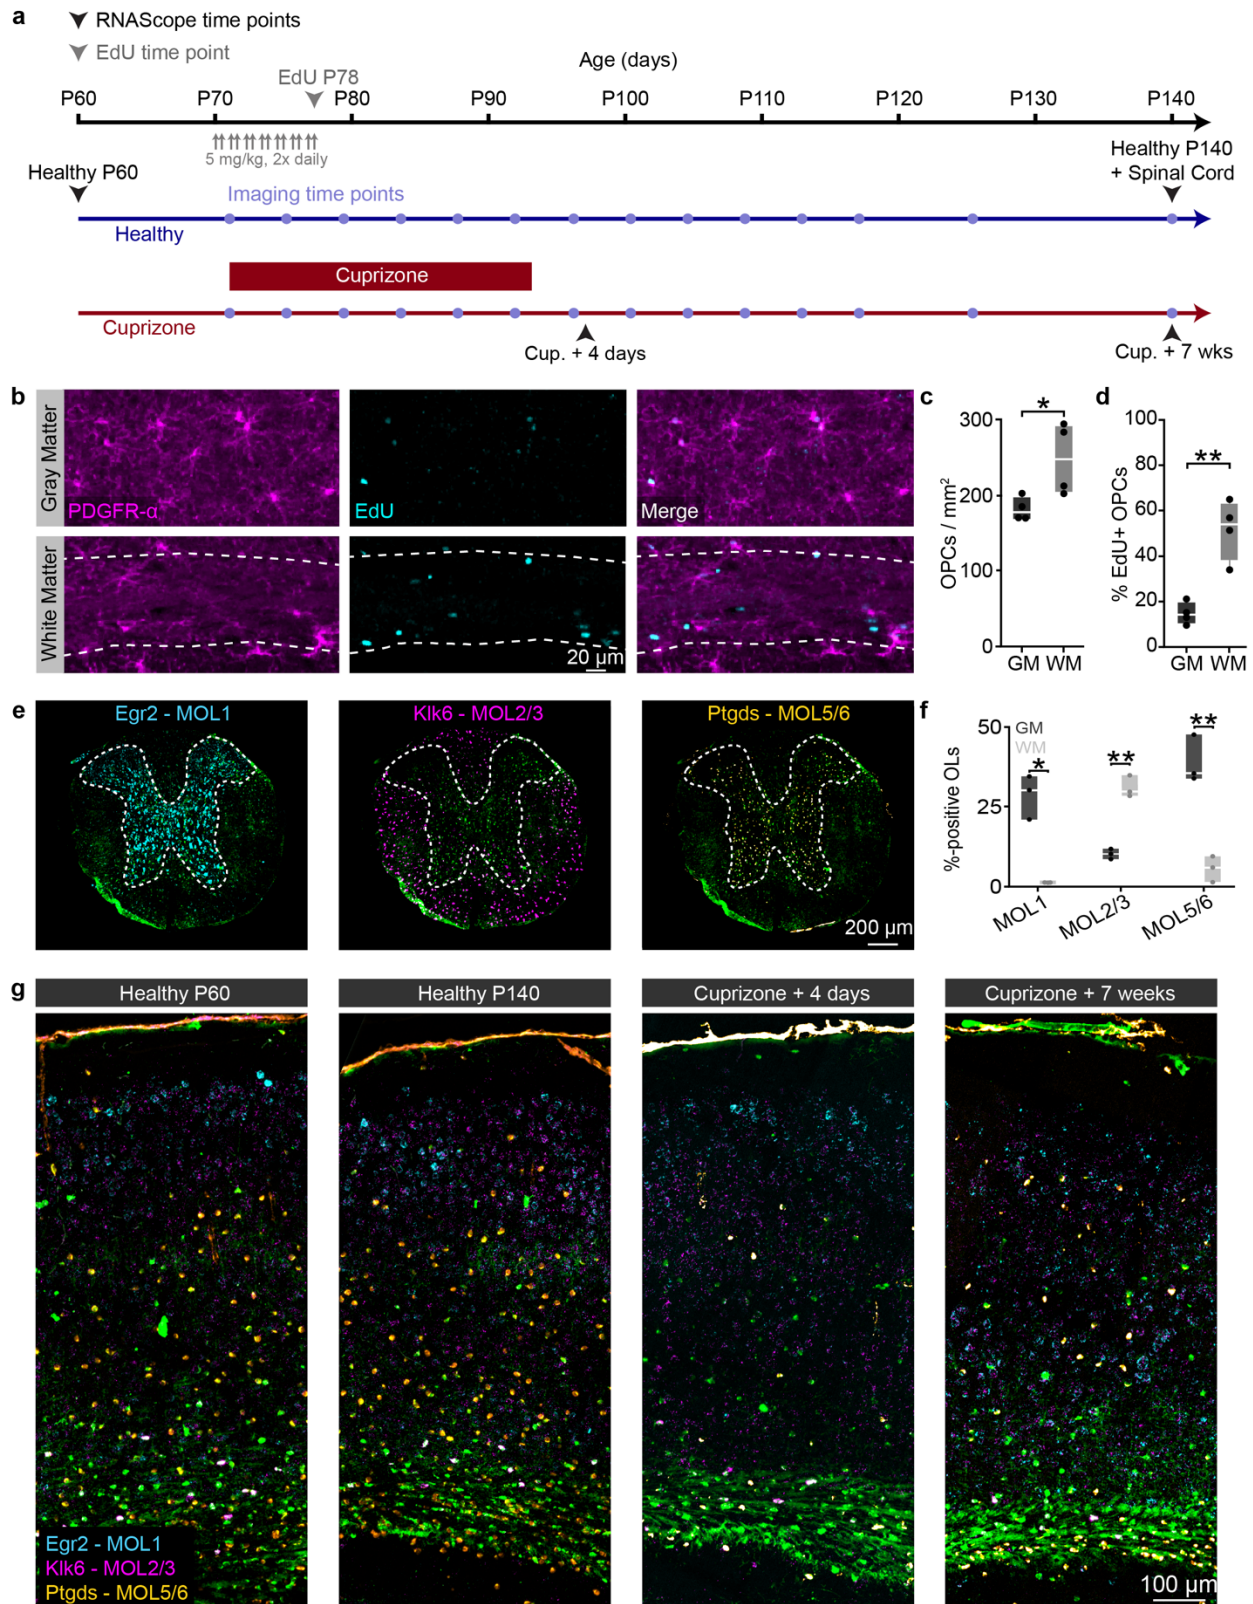 a
RNAScope time points
EdU time point
Age (days)
EdU P78
P60 P70 P80 P90 P100 P110 P120 P130 P140
5 mg/kg, 2x daily
Healthy P60
Healthy P140
+ Spinal Cord
Imaging time points
Healthy
Cuprizone
Cuprizone
Cup. + 4 days
Cup. + 7 wks
b
Gray Matter
PDGFR-α
EdU
Merge
White Matter
20 µm
c
OPCs / mm²
300
200
100
0
GM WM
*
d
% EdU+ OPCs
100
80
60
40
20
0
GM WM
**
e
Egr2 - MOL1
Klk6 - MOL2/3
Ptgds - MOL5/6
200 µm
f
%-positive OLs
50
25
0
GM
WM
*
**
**
MOL1
MOL2/3
MOL5/6
g
Healthy P60
Healthy P140
Cuprizone + 4 days
Cuprizone + 7 weeks
Egr2 - MOL1
Klk6 - MOL2/3
Ptgds - MOL5/6
100 µm